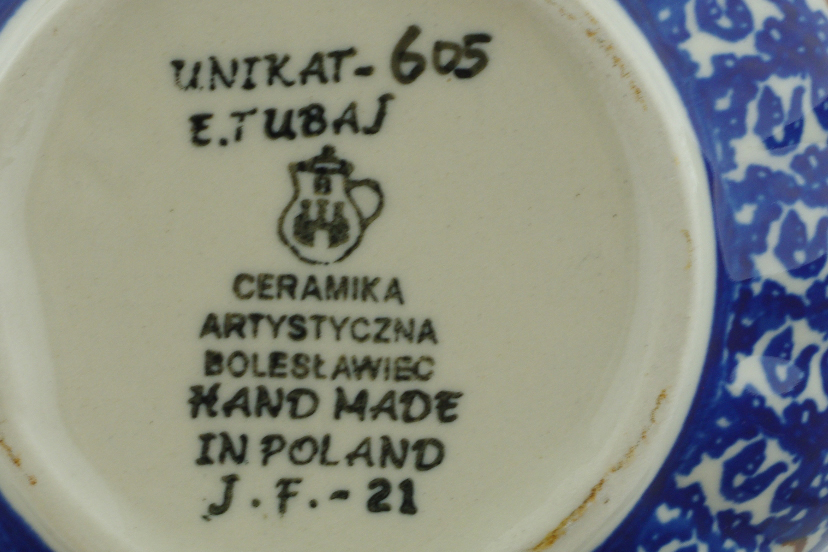 UNIKAT-605
E.TUBAJ
CERAMIKA
ARTYSTYCZNA
BOLESŁAWIEC
HAND MADE
IN POLAND
J.F.-21